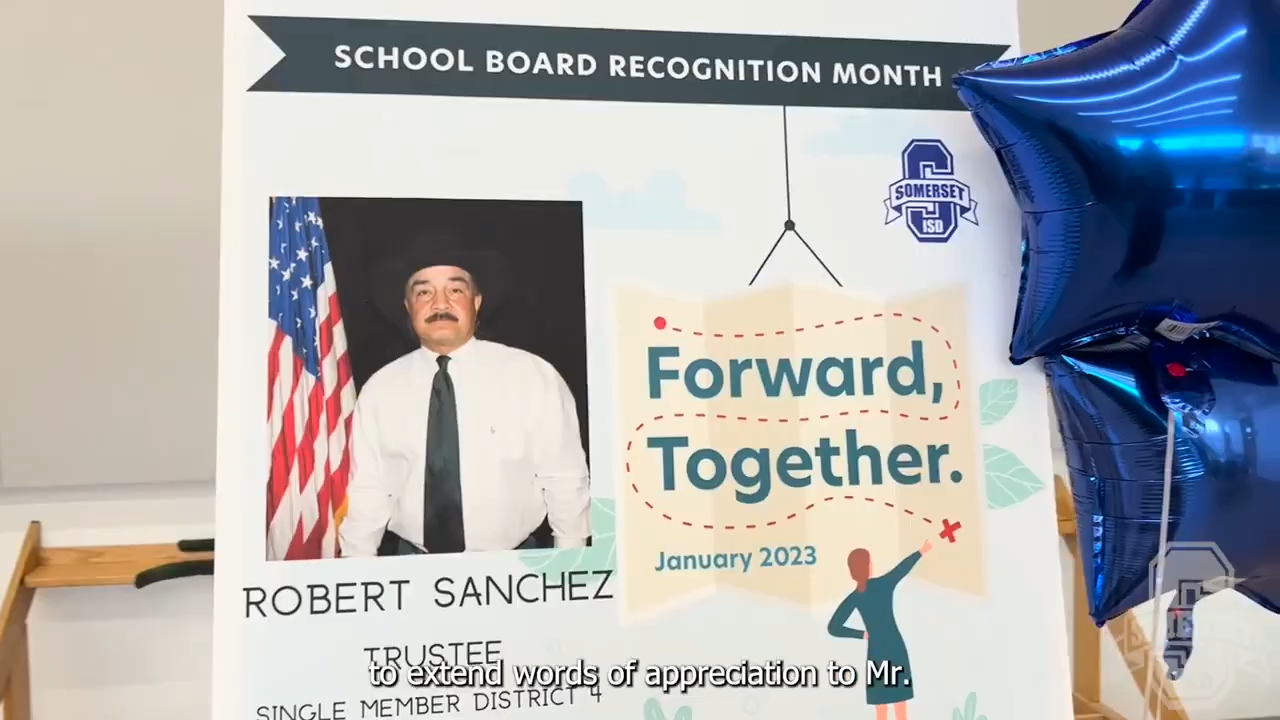 SCHOOL BOARD RECOGNITION MONTH
SOMERSET
S
ISD
Forward,
Together.
January 2023
ROBERT SANCHEZ
TRUSTEE
SINGLE MEMBER DISTRICT 4
to extend words of appreciation to Mr.